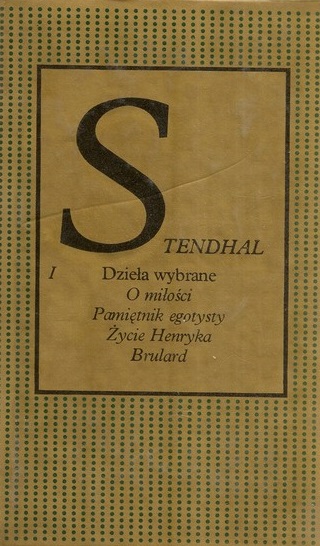 STENDHAL
I Dzieła wybrane
O miłości
Pamiętnik egotysty
Życie Henryka
Brulard